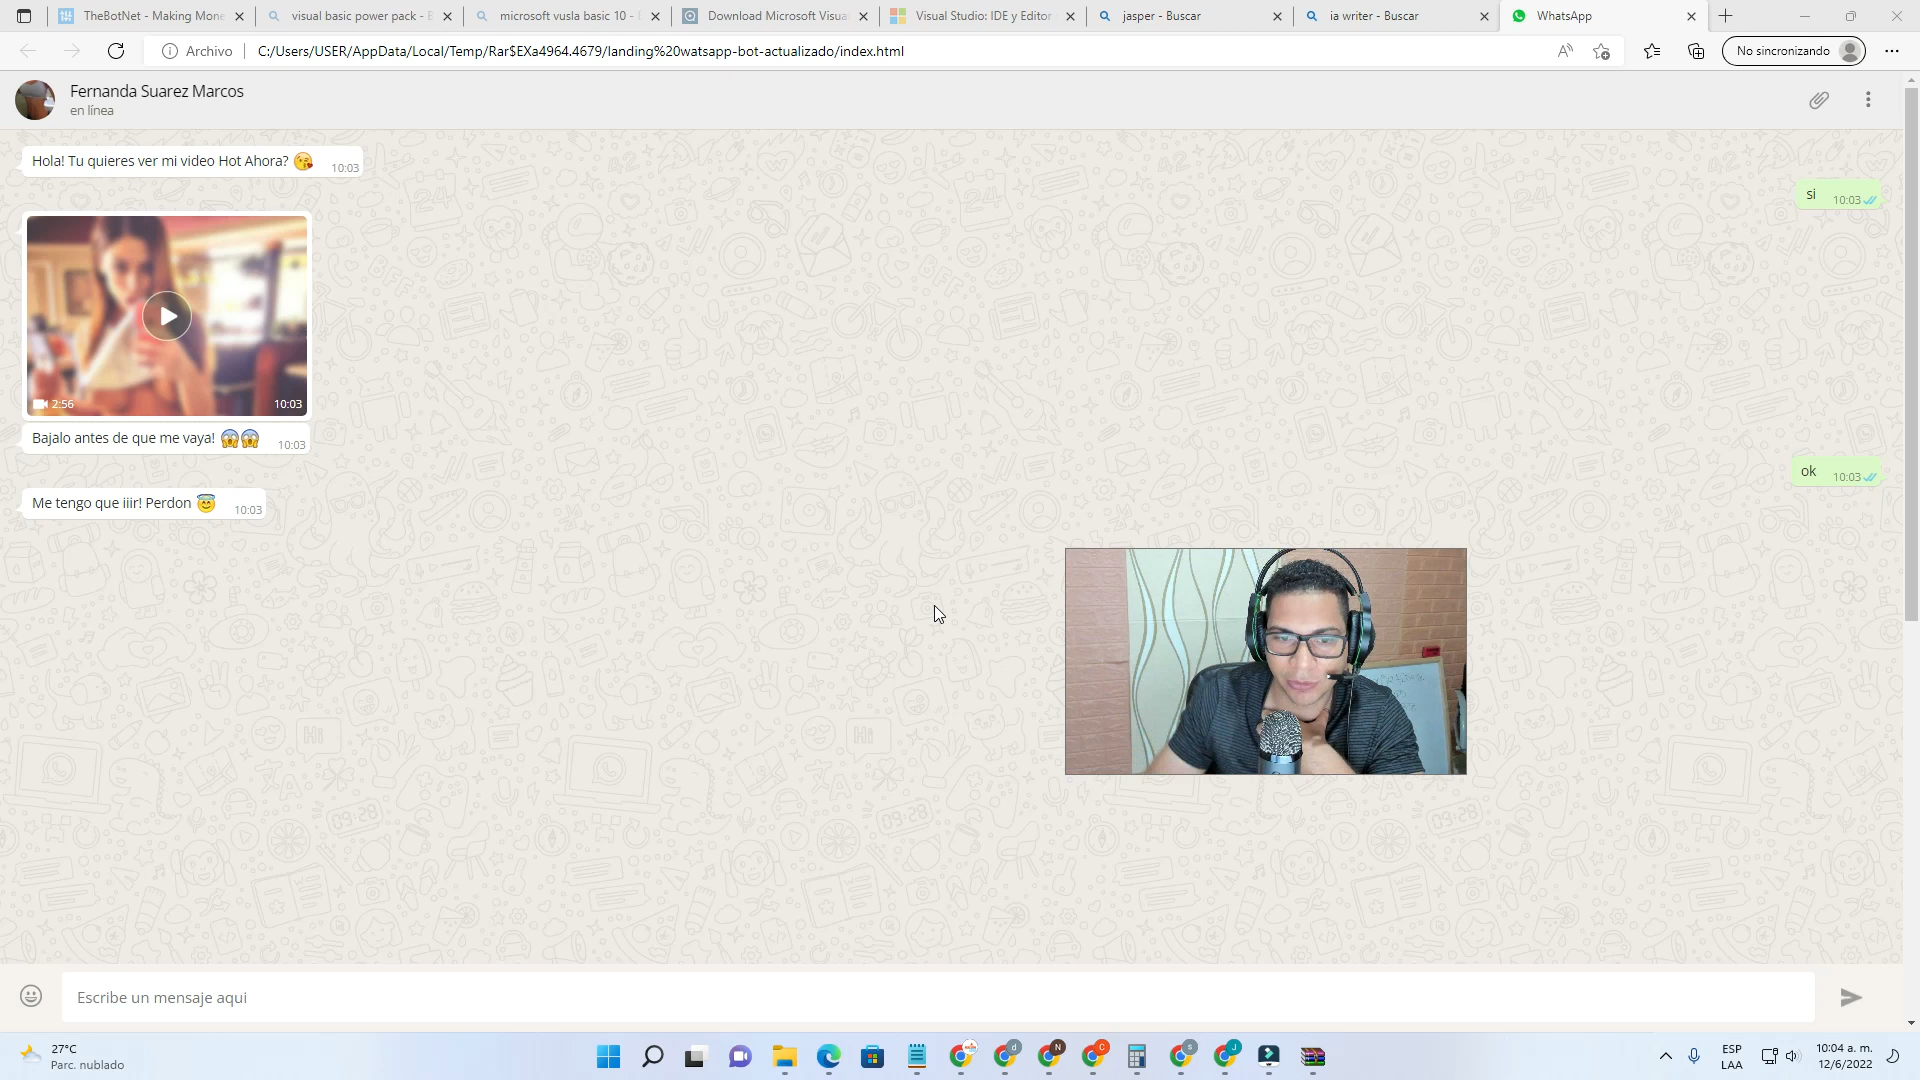 TheBotNet - Making Mone
visual basic power pack - B
microsoft vusla basic 10 - B
Download Microsoft Visua
Visual Studio: IDE y Editor
jasper - Buscar
ia writer - Buscar
WhatsApp
Archivo
C:/Users/USER/AppData/Local/Temp/Rar$EXa4964.4679/landing%20watsapp-bot-actualizado/index.html
No sincronizando
Fernanda Suarez Marcos
en línea
Hola! Tu quieres ver mi video Hot Ahora? 😘 10:03
si 10:03
2:56 10:03
Bajalo antes de que me vaya! 😱😱 10:03
ok 10:03
Me tengo que iiir! Perdon 😇 10:03
Escribe un mensaje aqui
27°C
Parc. nublado
ESP
LAA
10:04 a. m.
12/6/2022